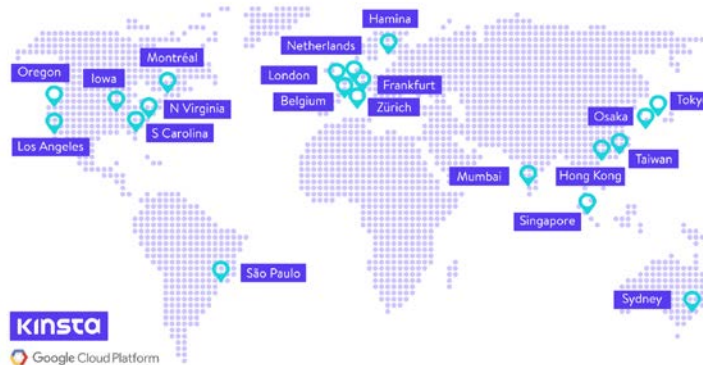 Hamina
Netherlands
Montréal
Oregon
Iowa
London
Frankfurt
N Virginia
Belgium
Zürich
Tokyo
Osaka
S Carolina
Los Angeles
Taiwan
Mumbai
Hong Kong
Singapore
São Paulo
Sydney
KINSTA
Google Cloud Platform